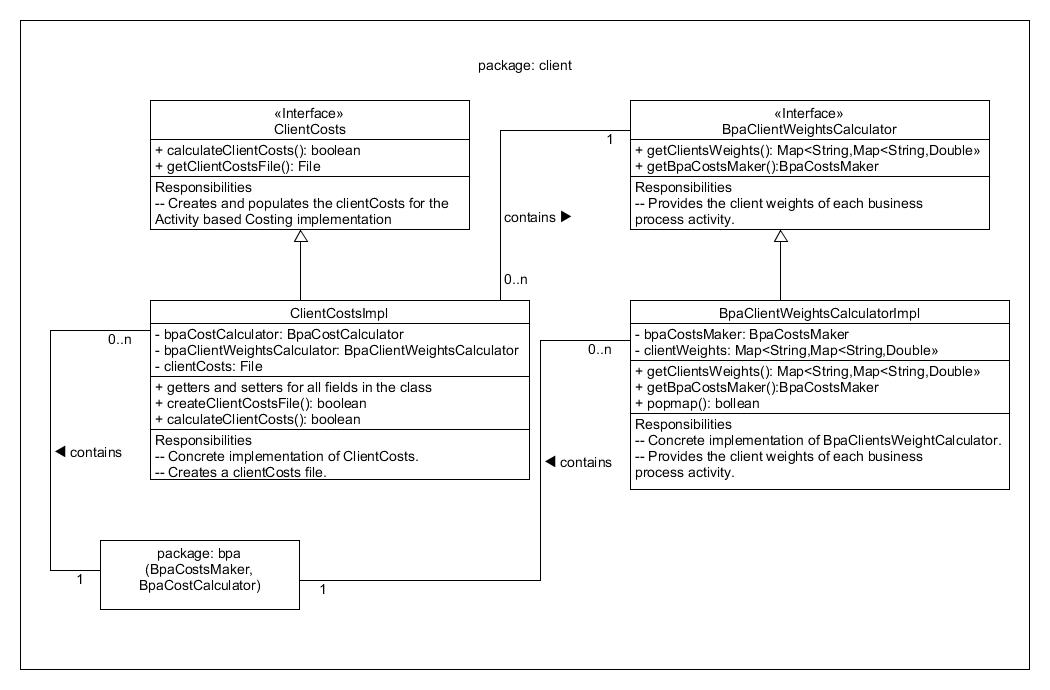 package: client
«Interface»
ClientCosts
+ calculateClientCosts(): boolean
+ getClientCostsFile(): File
Responsibilities
-- Creates and populates the clientCosts for the
Activity based Costing implementation
«Interface»
BpaClientWeightsCalculator
+ getClientsWeights(): Map<String,Map<String,Double»
+ getBpaCostsMaker():BpaCostsMaker
Responsibilities
-- Provides the client weights of each business
process activity.
1
contains ▶
0..n
ClientCostsImpl
- bpaCostCalculator: BpaCostCalculator
- bpaClientWeightsCalculator: BpaClientWeightsCalculator
- clientCosts: File
+ getters and setters for all fields in the class
+ createClientCostsFile(): boolean
+ calculateClientCosts(): boolean
Responsibilities
-- Concrete implementation of ClientCosts.
-- Creates a clientCosts file.
BpaClientWeightsCalculatorImpl
- bpaCostsMaker: BpaCostsMaker
- clientWeights: Map<String,Map<String,Double»
+ getClientsWeights(): Map<String,Map<String,Double»
+ getBpaCostsMaker():BpaCostsMaker
+ popmap(): bollean
Responsibilities
-- Concrete implementation of BpaClientsWeightCalculator.
-- Provides the client weights of each business
process activity.
0..n
◀ contains
1
0..n
◀ contains
1
package: bpa
(BpaCostsMaker,
BpaCostCalculator)